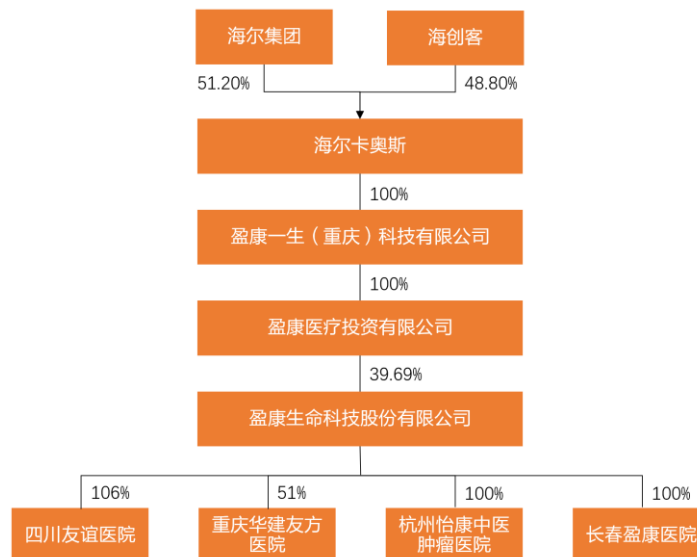 海尔集团
海创客
51.20%
48.80%
海尔卡奥斯
100%
盈康一生（重庆）科技有限公司
100%
盈康医疗投资有限公司
39.69%
盈康生命科技股份有限公司
106%
51%
100%
100%
四川友谊医院
重庆华建友方
医院
杭州怡康中医
肿瘤医院
长春盈康医院